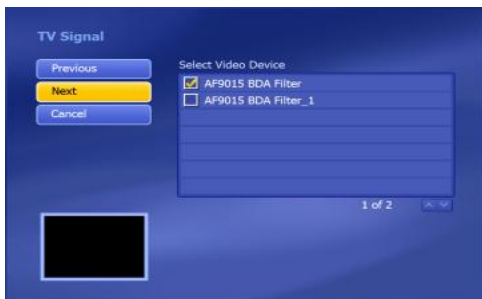 TV Signal
Previous
Next
Cancel
Select Video Device
AF9015 BDA Filter
AF9015 BDA Filter_1
1 of 2